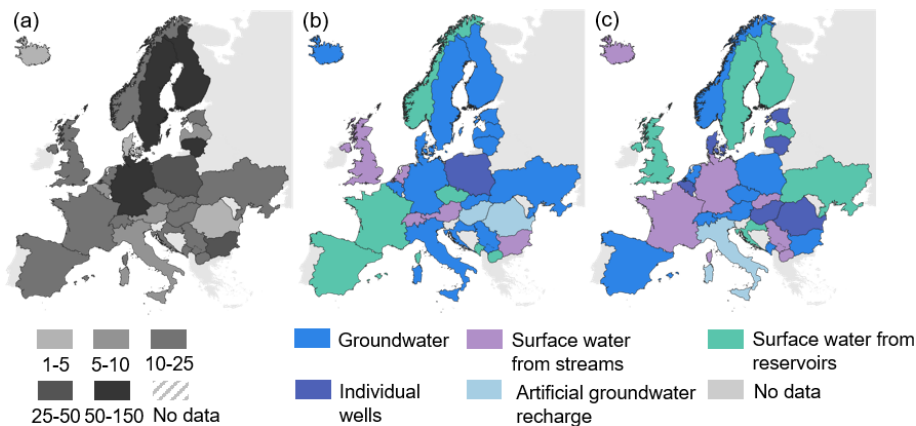 (a)
(b)
(c)
1-5
5-10
10-25
25-50
50-150
No data
Groundwater
Surface water
from streams
Surface water from
reservoirs
Individual
wells
Artificial groundwater
recharge
No data